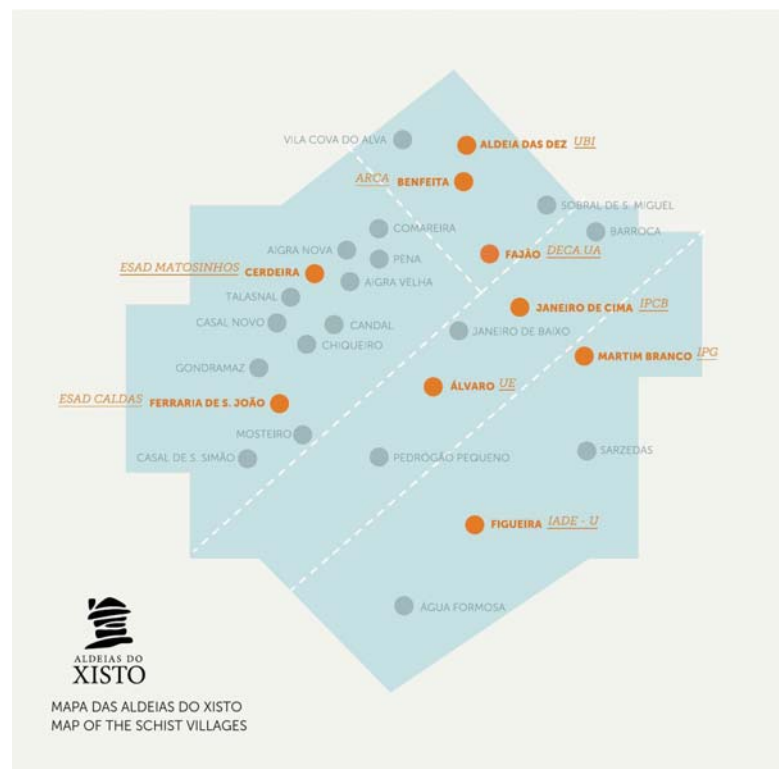 VILA COVA DO ALVA
ALDEIA DAS DEZ UBI
ARCA BENFEITA
SOBRAL DE S. MIGUEL
COMAREIRA
BARROCA
AIGRA NOVA
FAJÃO DECA.UA
PENA
ESAD MATOSINHOS CERDEIRA
AIGRA VELHA
TALASNAL
JANEIRO DE CIMA IPCB
CASAL NOVO
CANDAL
JANEIRO DE BAIXO
CHIQUEIRO
MARTIM BRANCO IPG
GONDRAMAZ
ÁLVARO UE
ESAD CALDAS FERRARIA DE S. JOÃO
MOSTEIRO
SARZEDAS
CASAL DE S. SIMÃO
PEDROGÃO PEQUENO
FIGUEIRA IADE - U
ÁGUA FORMOSA
ALDEIAS DO
XISTO
MAPA DAS ALDEIAS DO XISTO
MAP OF THE SCHIST VILLAGES